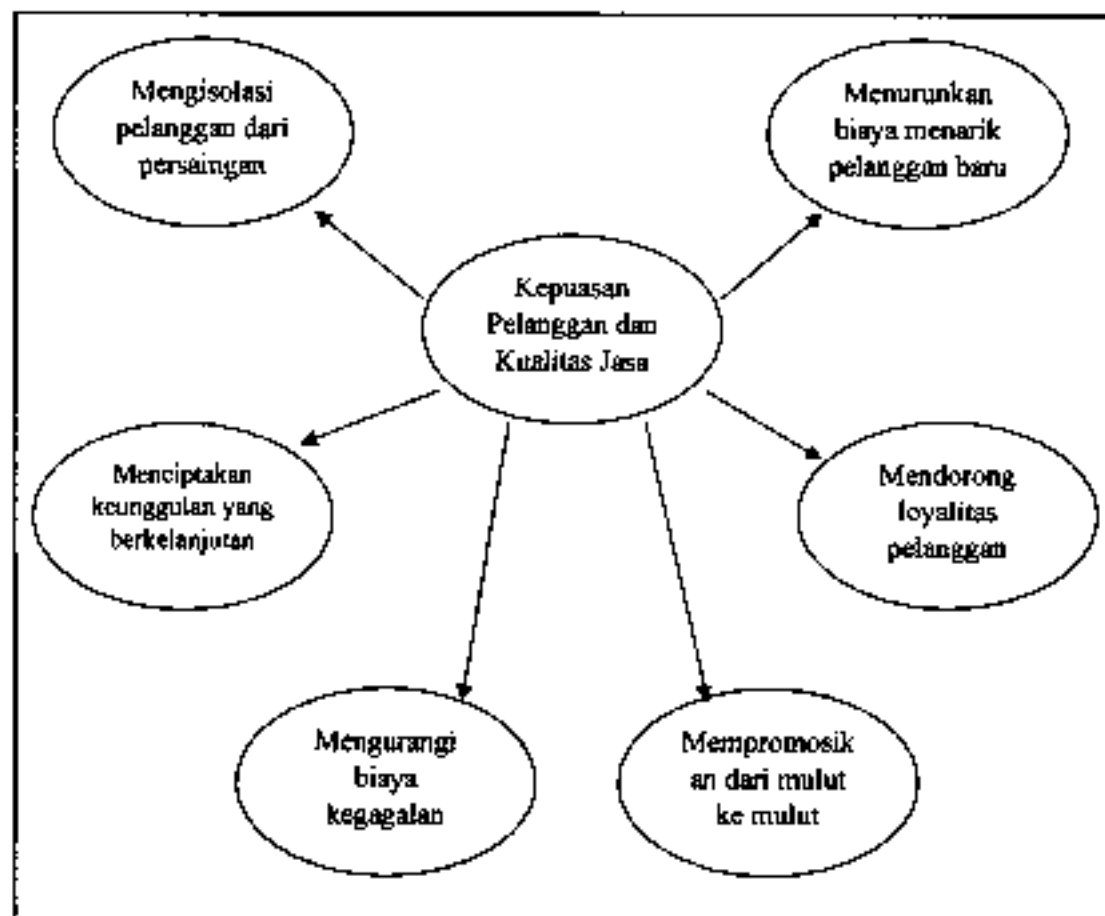 Mengisolasi
pelanggan dari
persaingan
Menurunkan
biaya menarik
pelanggan baru
Kepuasan
Pelanggan dan
Kualitas Jasa
Menciptakan
keunggulan yang
berkelanjutan
Mendorong
loyalitas
pelanggan
Mengurangi
biaya
kegagalan
Mempromosik
an dari mulut
ke mulut